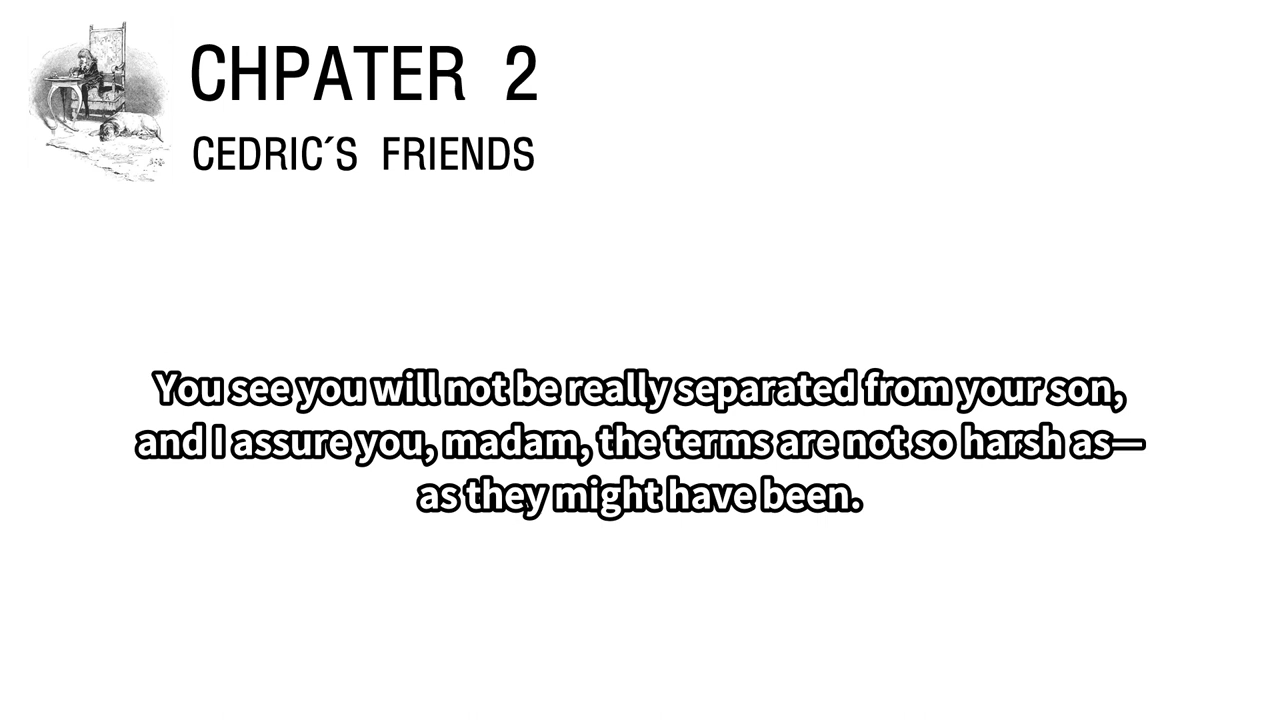 CHPATER 2
CEDRIC´S FRIENDS
You see you will not be really separated from your son,
and I assure you, madam, the terms are not so harsh as—
as they might have been.